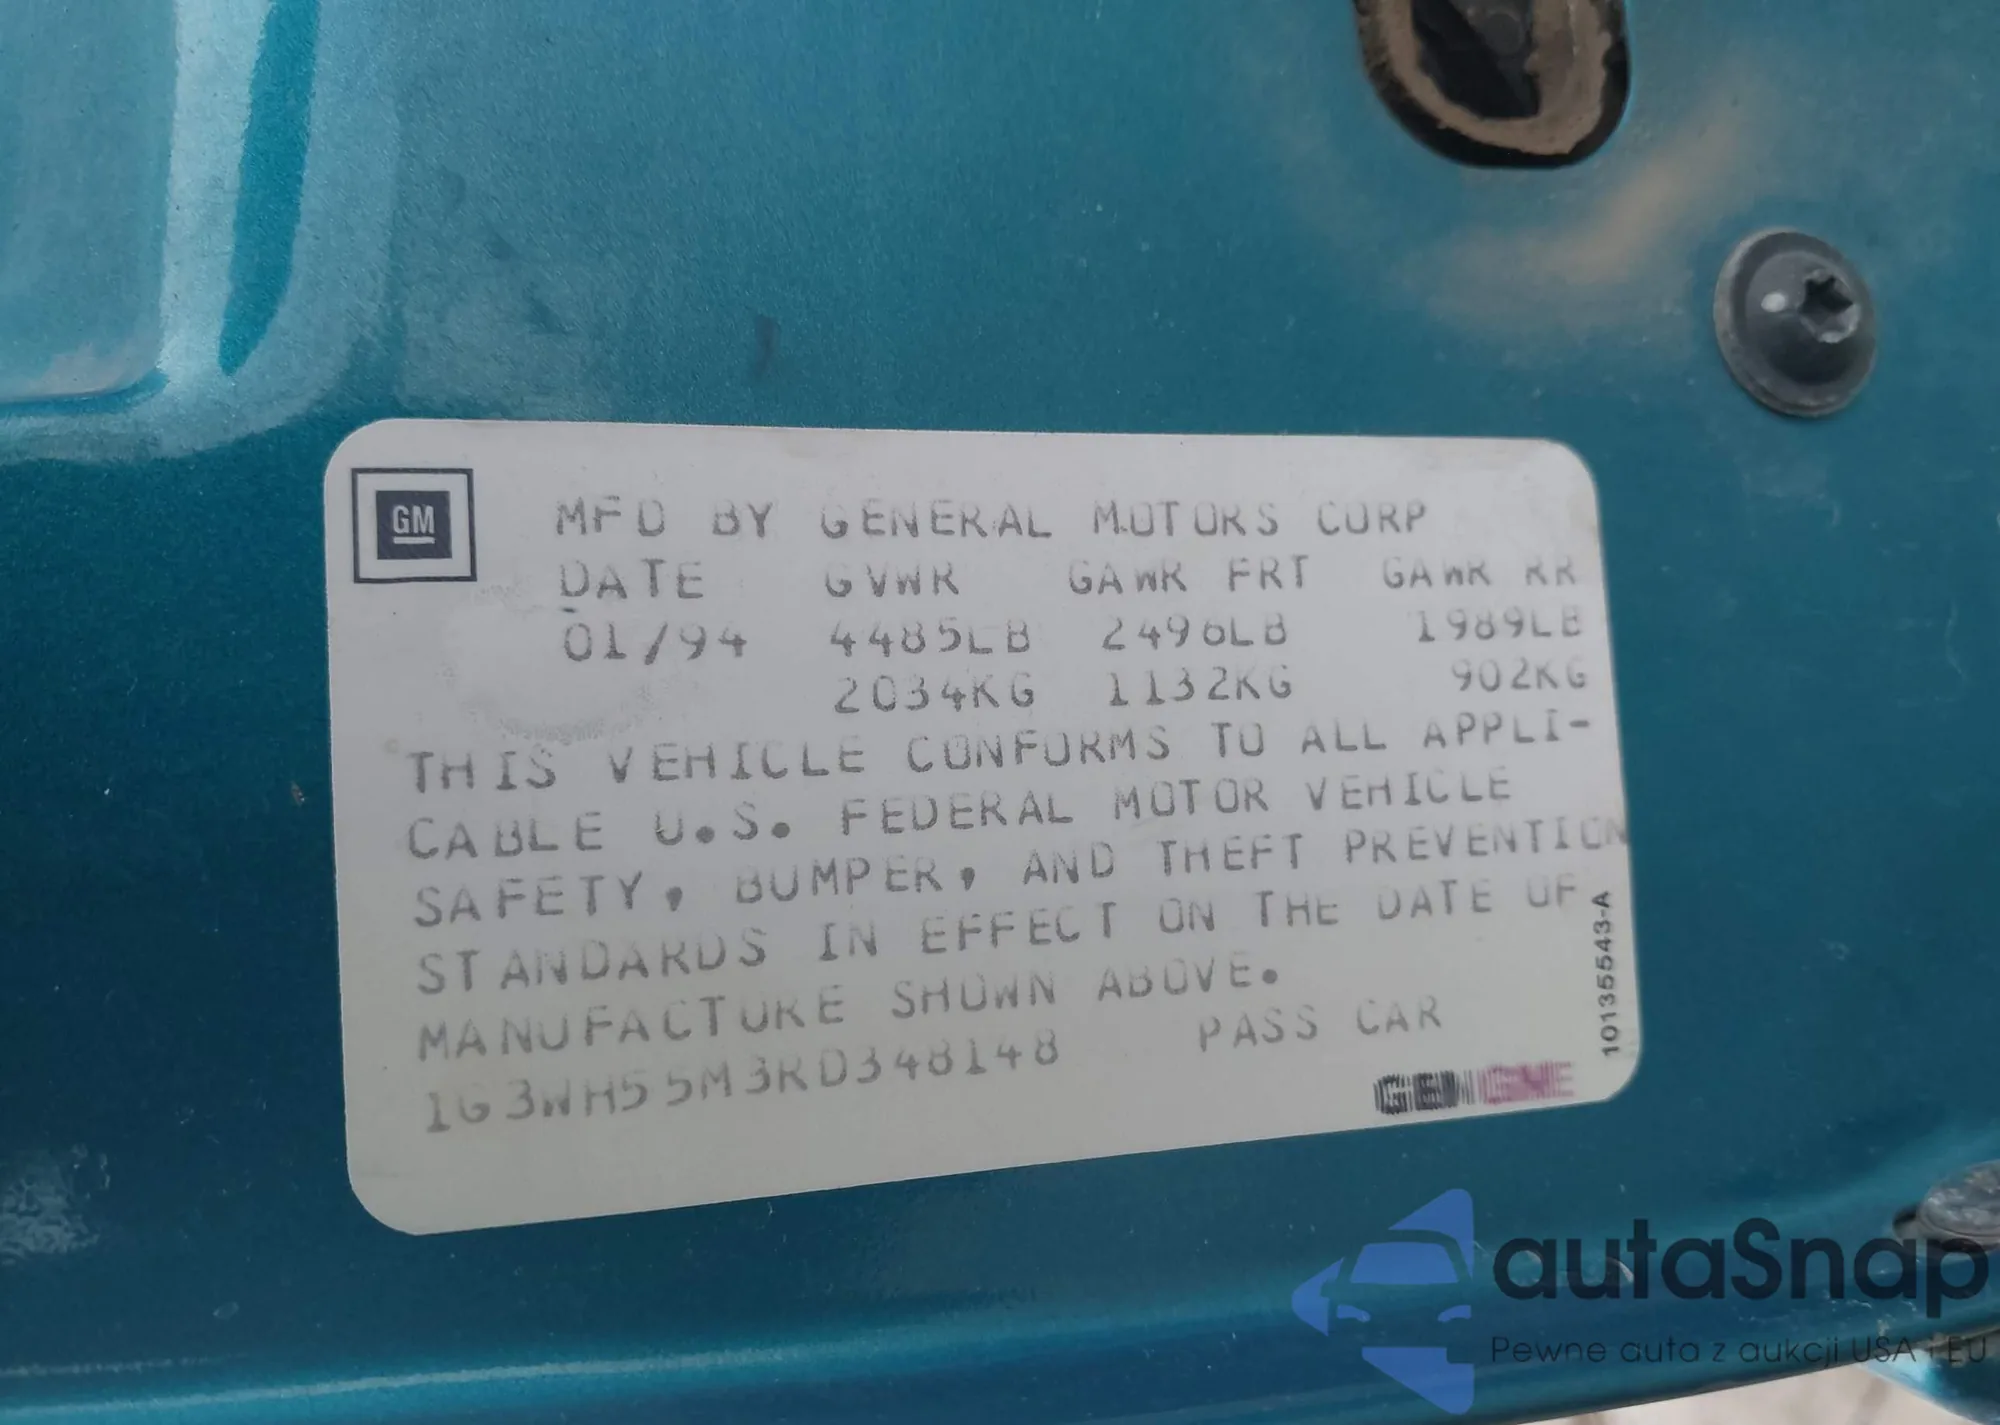 GM
MFD BY GENERAL MOTORS CORP
DATE GVWR GAWR FRT GAWR RR
01/94 4485LB 2496LB 1989LB
2034KG 1132KG 902KG
THIS VEHICLE CONFORMS TO ALL APPLI-
CABLE U.S. FEDERAL MOTOR VEHICLE
SAFETY, BUMPER, AND THEFT PREVENTION
STANDARDS IN EFFECT ON THE DATE OF
MANUFACTURE SHOWN ABOVE.
1G3WH55M3RD348148 PASS CAR
10135543-A
autaSnap
Pewne auta z aukcji USA i EU